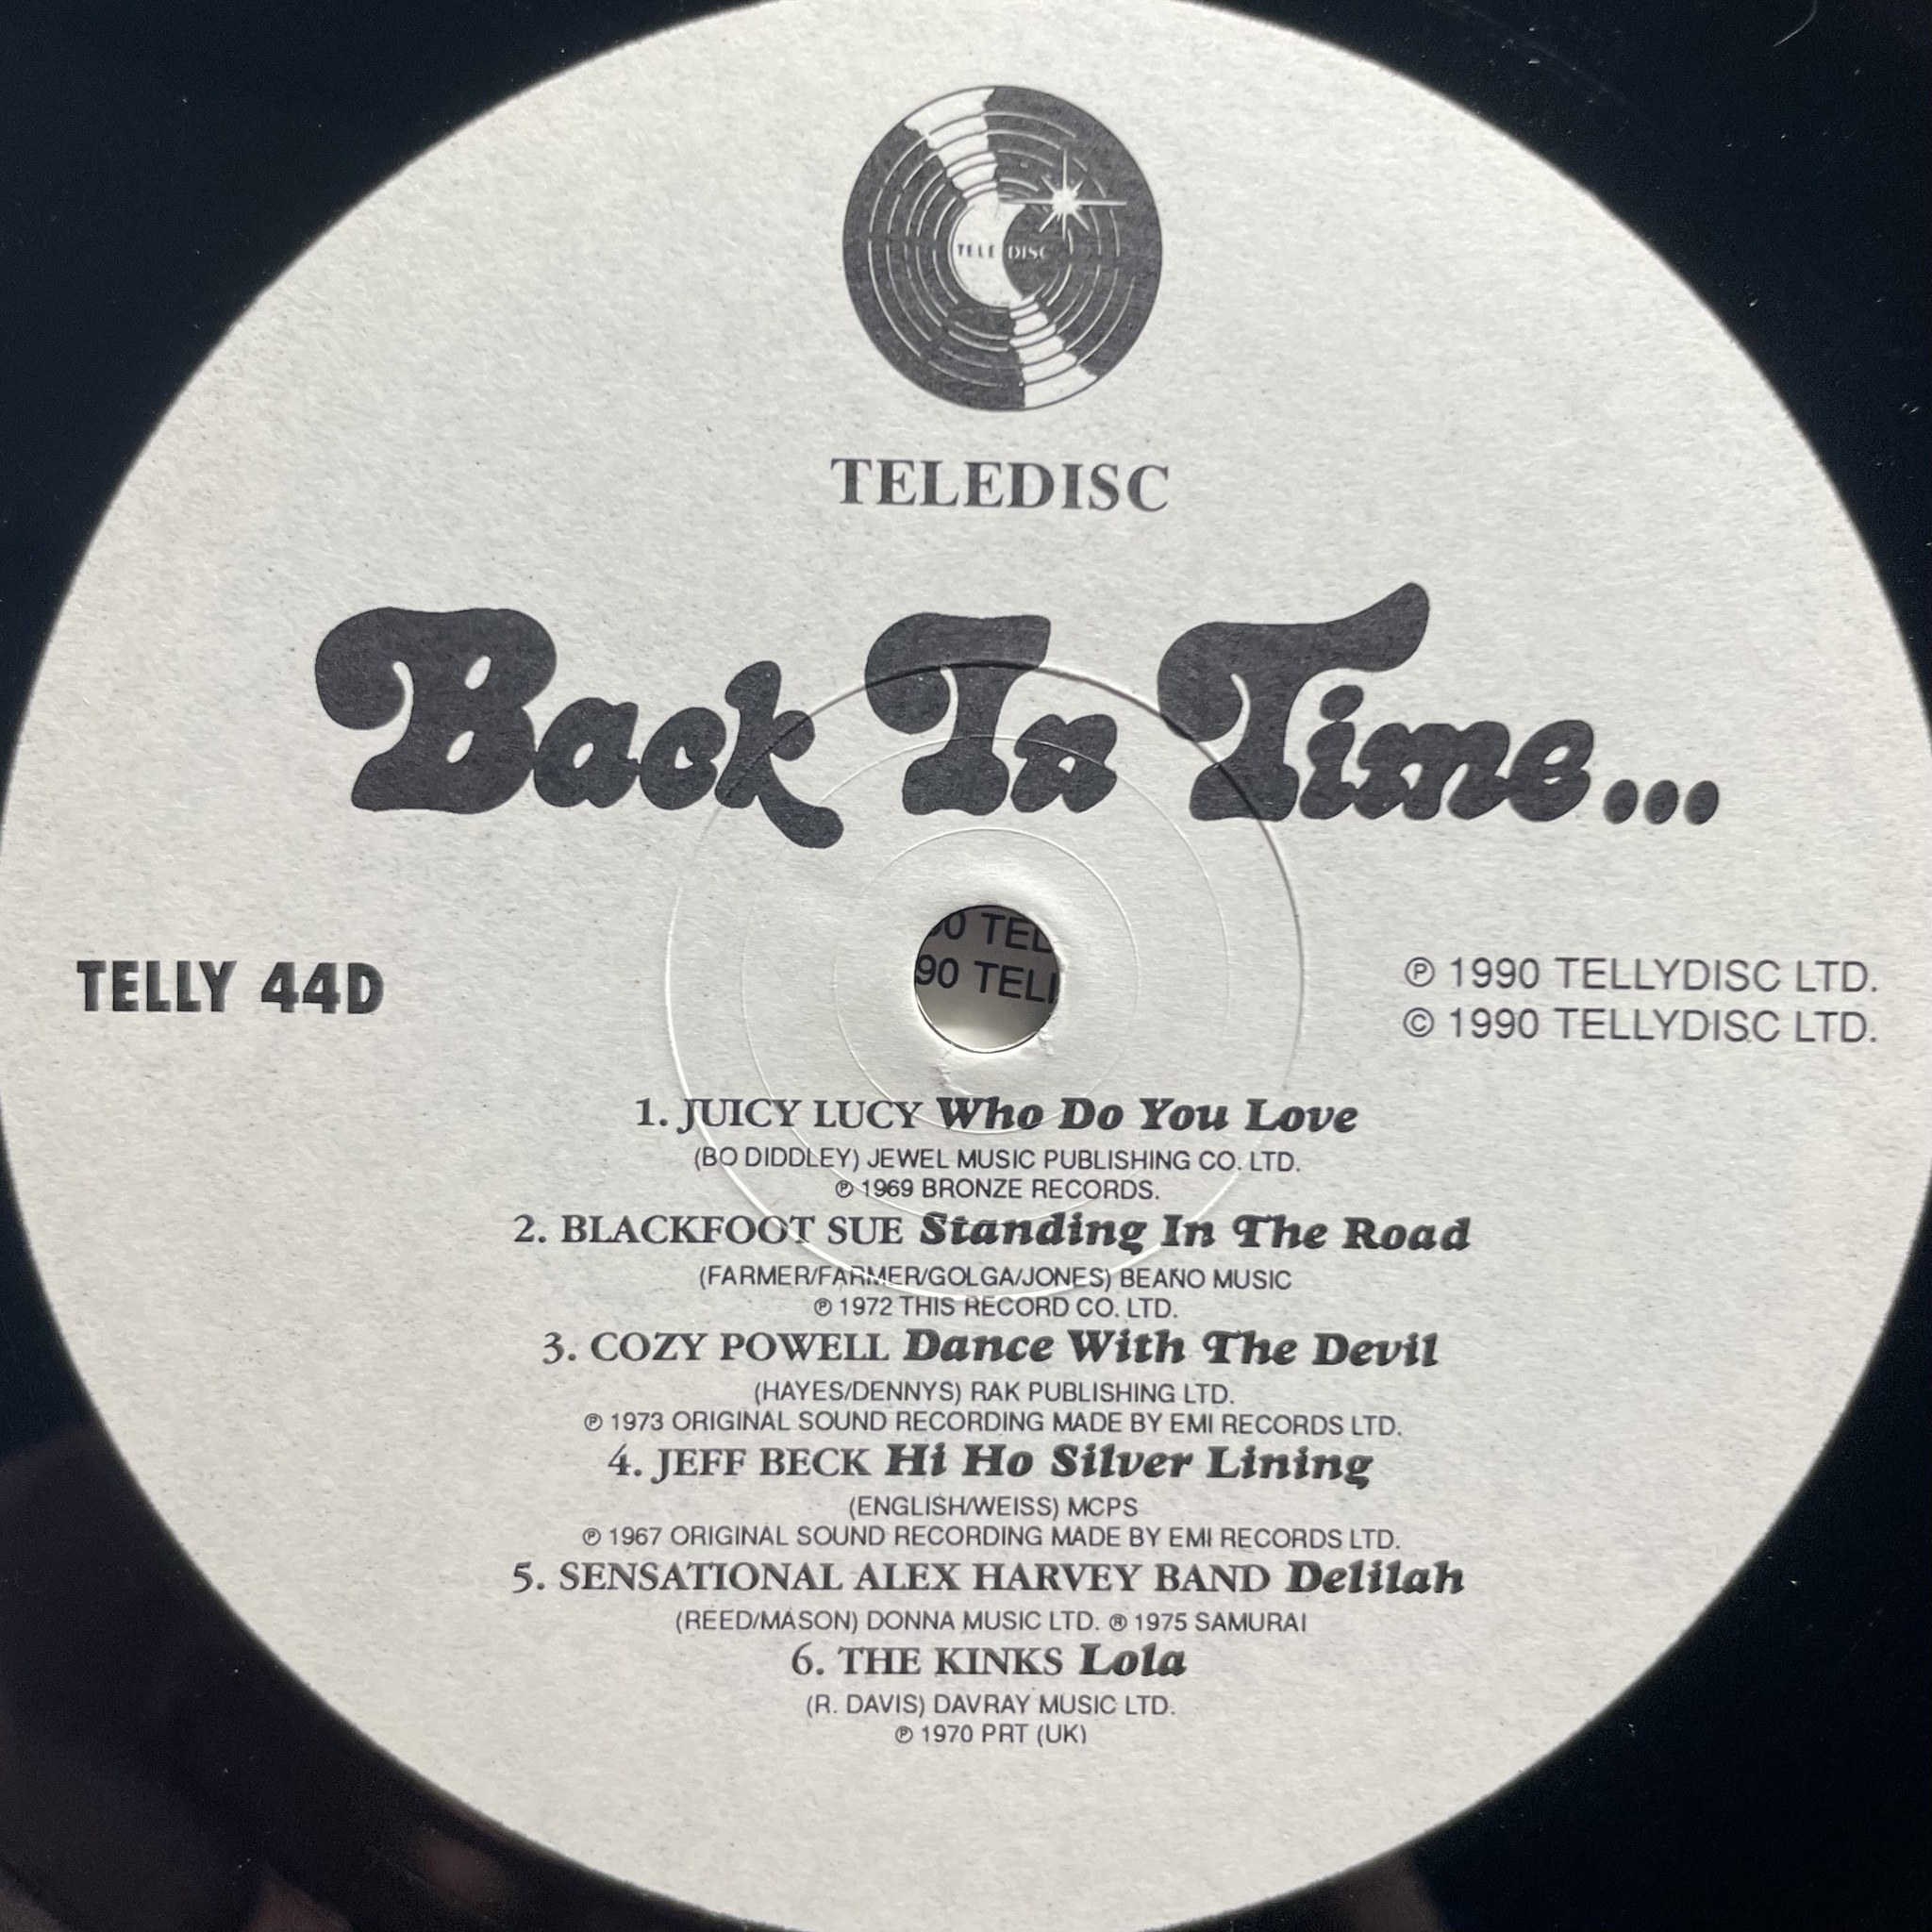 TELE DISC
TELEDISC
Back In Time...
TELLY 44D
90 TEL
90 TELL
℗ 1990 TELLYDISC LTD.
© 1990 TELLYDISC LTD.
1. JUICY LUCY Who Do You Love
(BO DIDDLEY) JEWEL MUSIC PUBLISHING CO. LTD.
℗ 1969 BRONZE RECORDS.
2. BLACKFOOT SUE Standing In The Road
(FARMER/FARMER/GOLGA/JONES) BEANO MUSIC
℗ 1972 THIS RECORD CO. LTD.
3. COZY POWELL Dance With The Devil
(HAYES/DENNYS) RAK PUBLISHING LTD.
℗ 1973 ORIGINAL SOUND RECORDING MADE BY EMI RECORDS LTD.
4. JEFF BECK Hi Ho Silver Lining
(ENGLISH/WEISS) MCPS
℗ 1967 ORIGINAL SOUND RECORDING MADE BY EMI RECORDS LTD.
5. SENSATIONAL ALEX HARVEY BAND Delilah
(REED/MASON) DONNA MUSIC LTD. ℗ 1975 SAMURAI
6. THE KINKS Lola
(R. DAVIS) DAVRAY MUSIC LTD.
℗ 1970 PRT (UK)